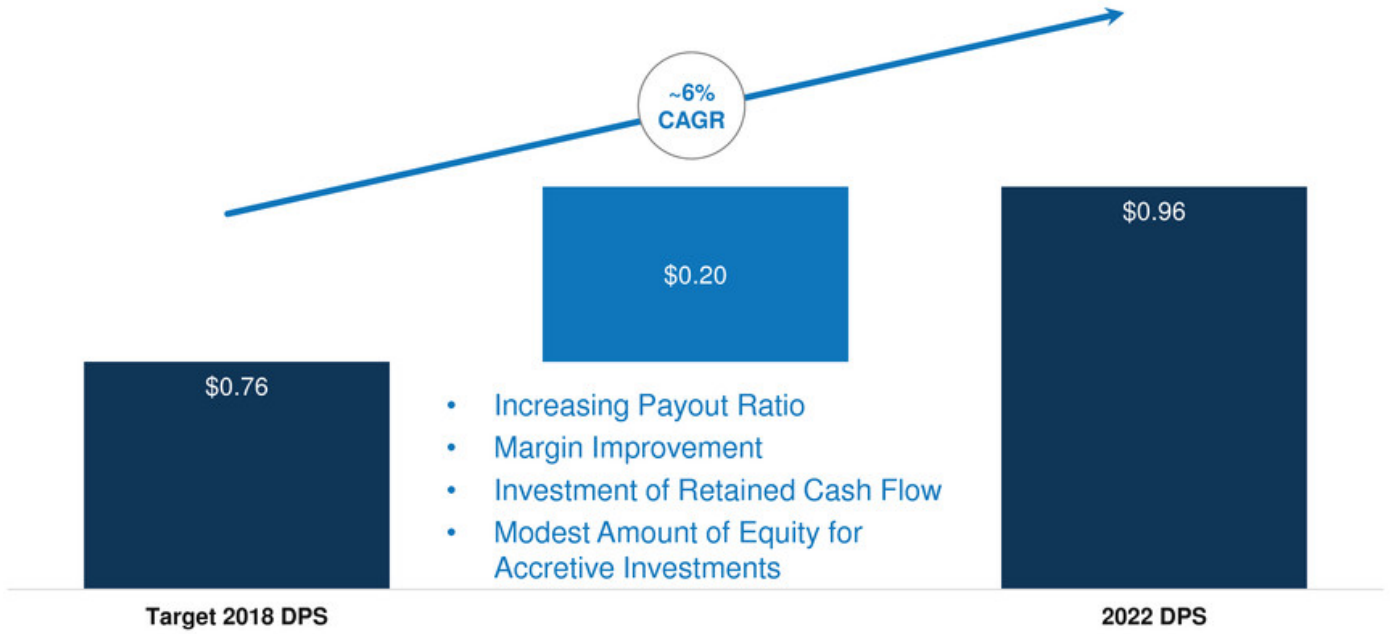 ~6%
CAGR
$0.96
$0.20
$0.76
• Increasing Payout Ratio
• Margin Improvement
• Investment of Retained Cash Flow
• Modest Amount of Equity for
Accretive Investments
Target 2018 DPS
2022 DPS